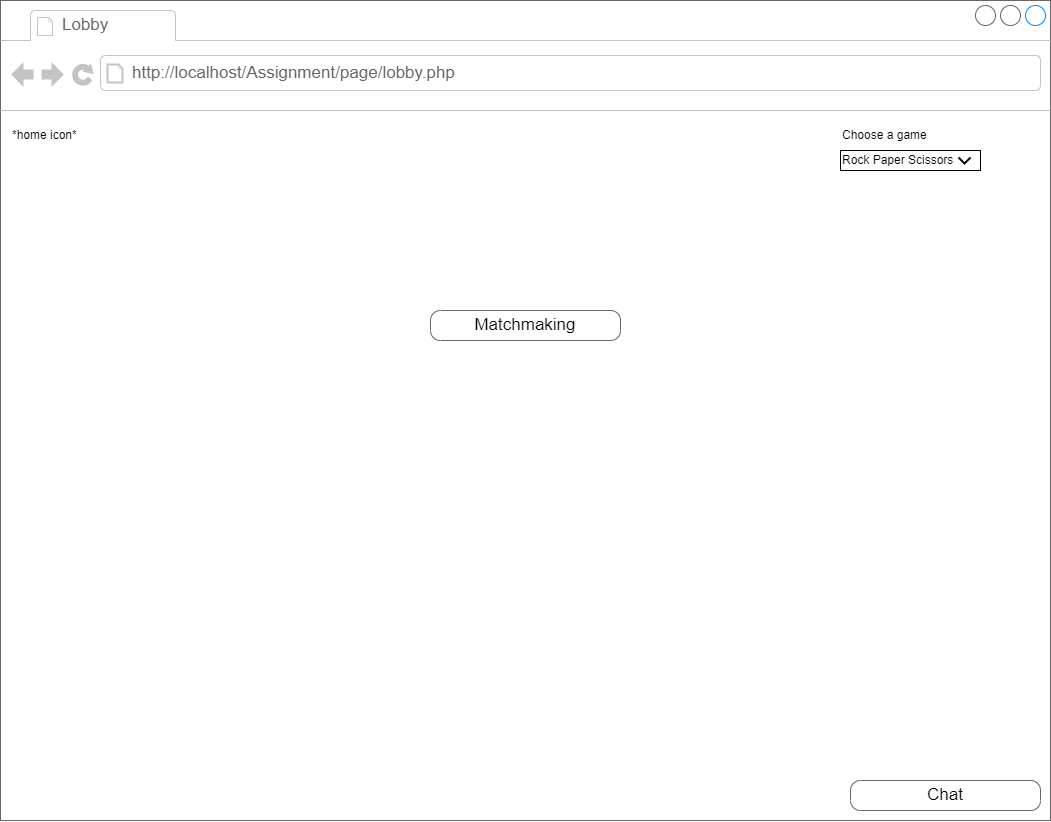 Lobby
http://localhost/Assignment/page/lobby.php
*home icon*
Choose a game
Rock Paper Scissors
Matchmaking
Chat